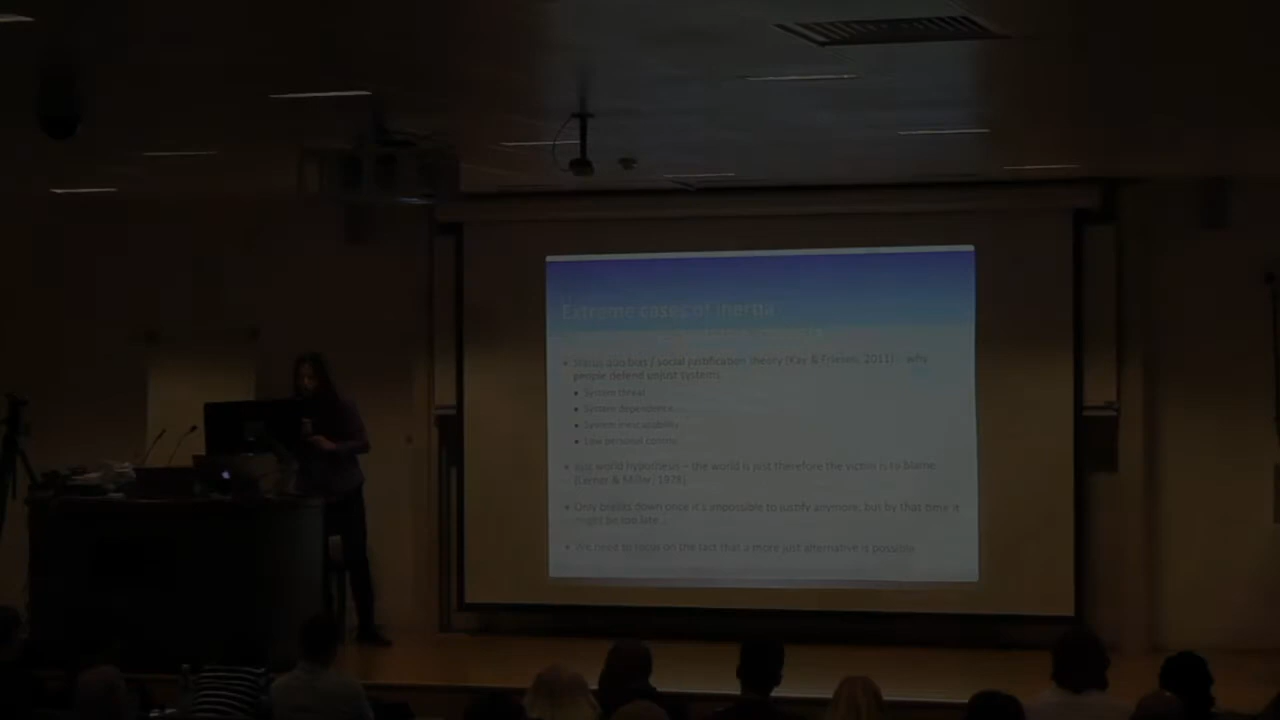 Extreme cases of inertia
• Status quo bias / social justification theory (Kay & Friesen, 2011) – why
people defend unjust systems
• System threat
• System dependence
• System inescapability
• Low personal control
• Just world hypothesis – the world is just therefore the victim is to blame
(Lerner & Miller, 1978)
• Only breaks down once it's impossible to justify anymore, but by that time it
might be too late...
• We need to focus on the fact that a more just alternative is possible